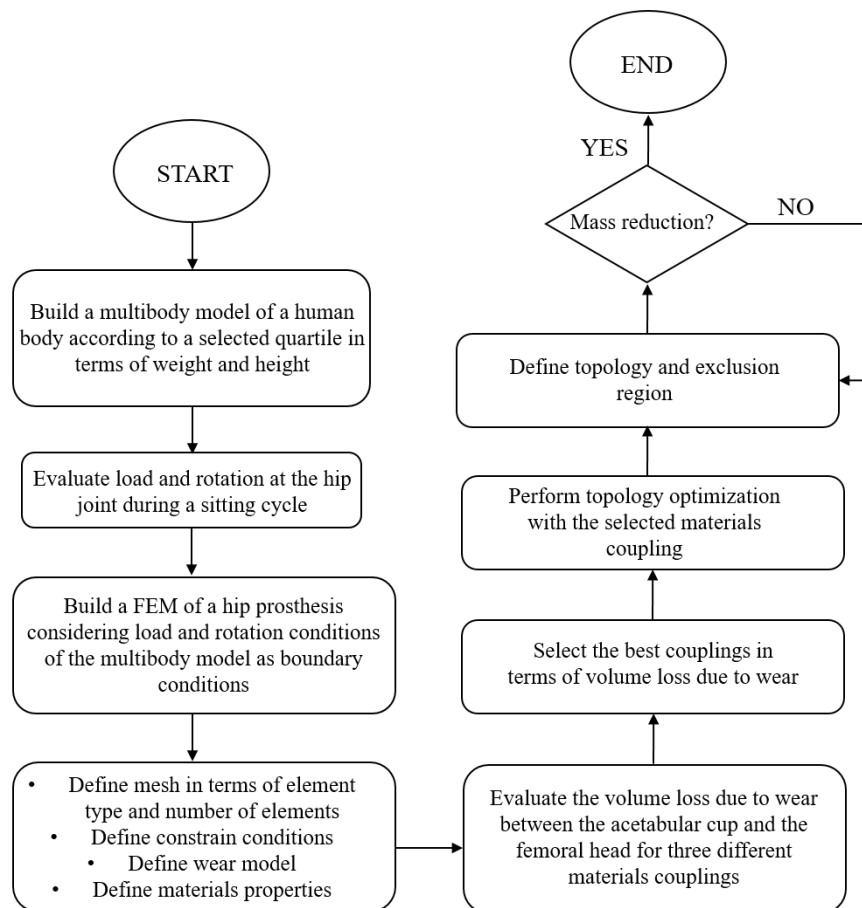 START
Build a multibody model of a human
body according to a selected quartile in
terms of weight and height
Evaluate load and rotation at the hip
joint during a sitting cycle
Build a FEM of a hip prosthesis
considering load and rotation conditions
of the multibody model as boundary
conditions
• Define mesh in terms of element
type and number of elements
• Define constrain conditions
• Define wear model
• Define materials properties
Evaluate the volume loss due to wear
between the acetabular cup and the
femoral head for three different
materials couplings
Select the best couplings in
terms of volume loss due to wear
Perform topology optimization
with the selected materials
coupling
Define topology and exclusion
region
Mass reduction?
NO
YES
END